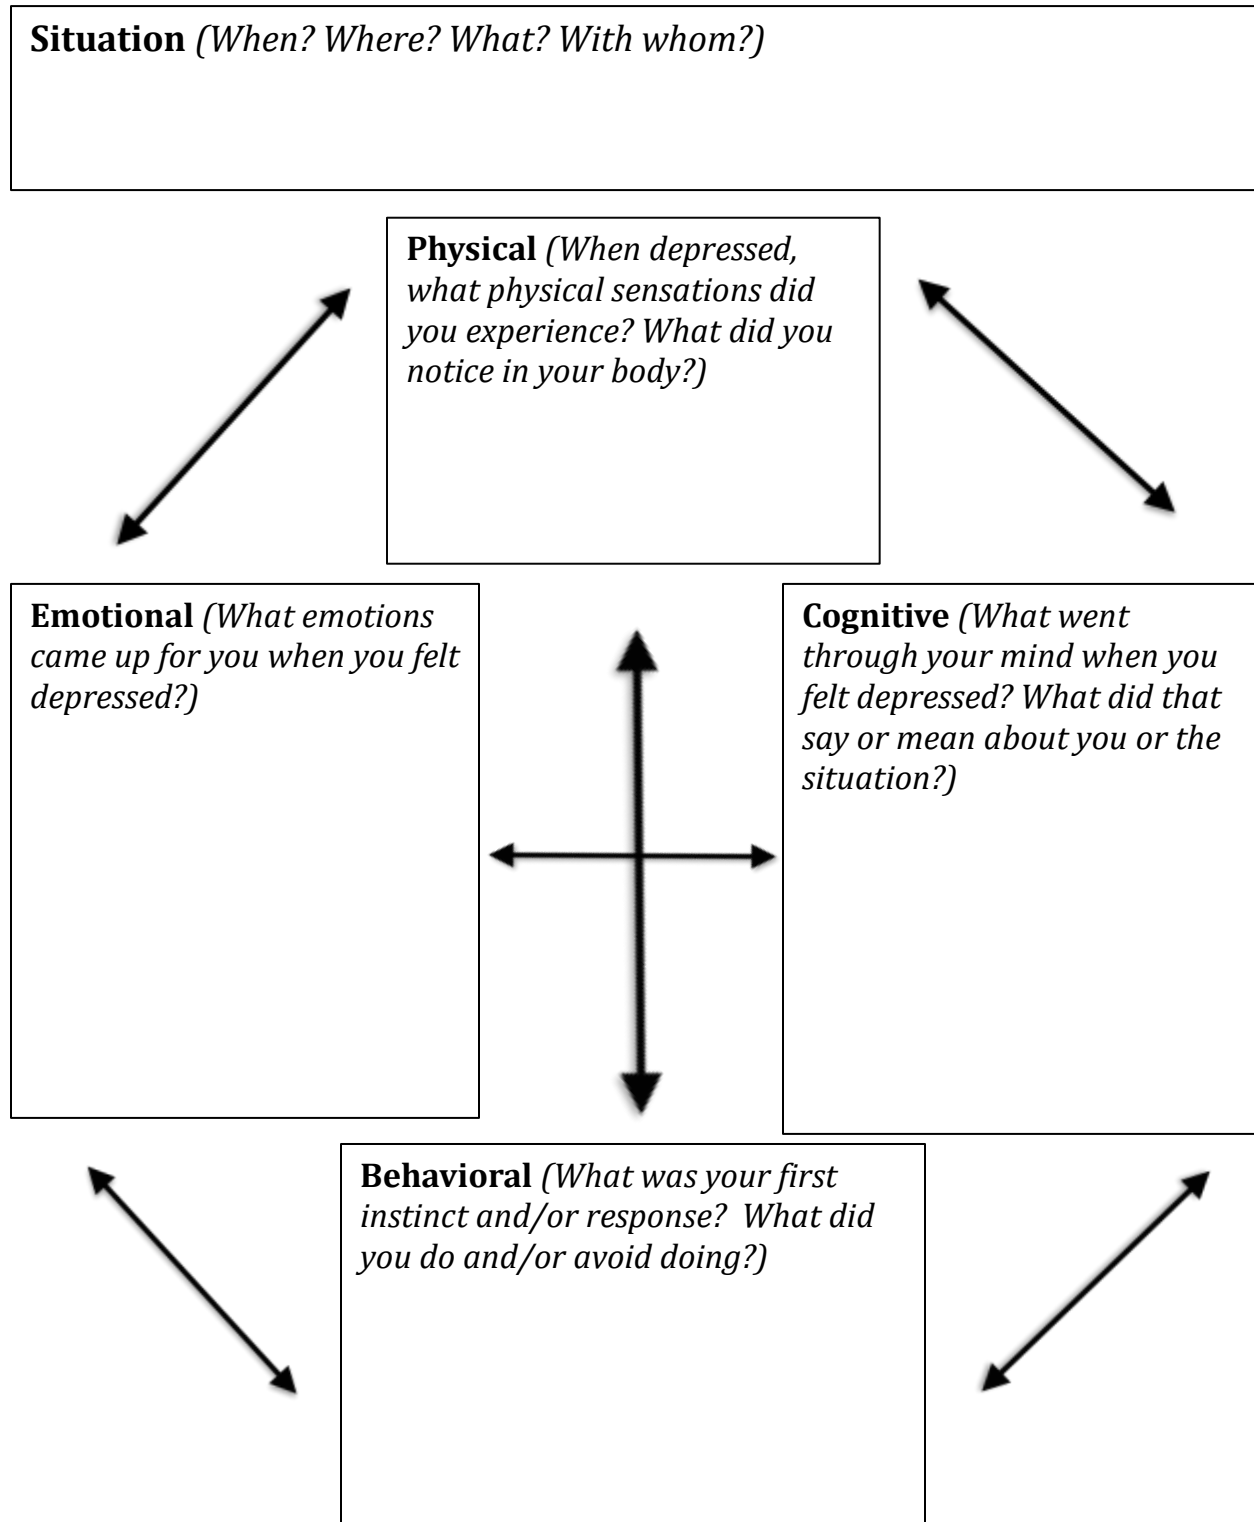 Situation (When? Where? What? With whom?)
Physical (When depressed,
what physical sensations did
you experience? What did you
notice in your body?)
Emotional (What emotions
came up for you when you felt
depressed?)
Cognitive (What went
through your mind when you
felt depressed? What did that
say or mean about you or the
situation?)
Behavioral (What was your first
instinct and/or response?  What did
you do and/or avoid doing?)